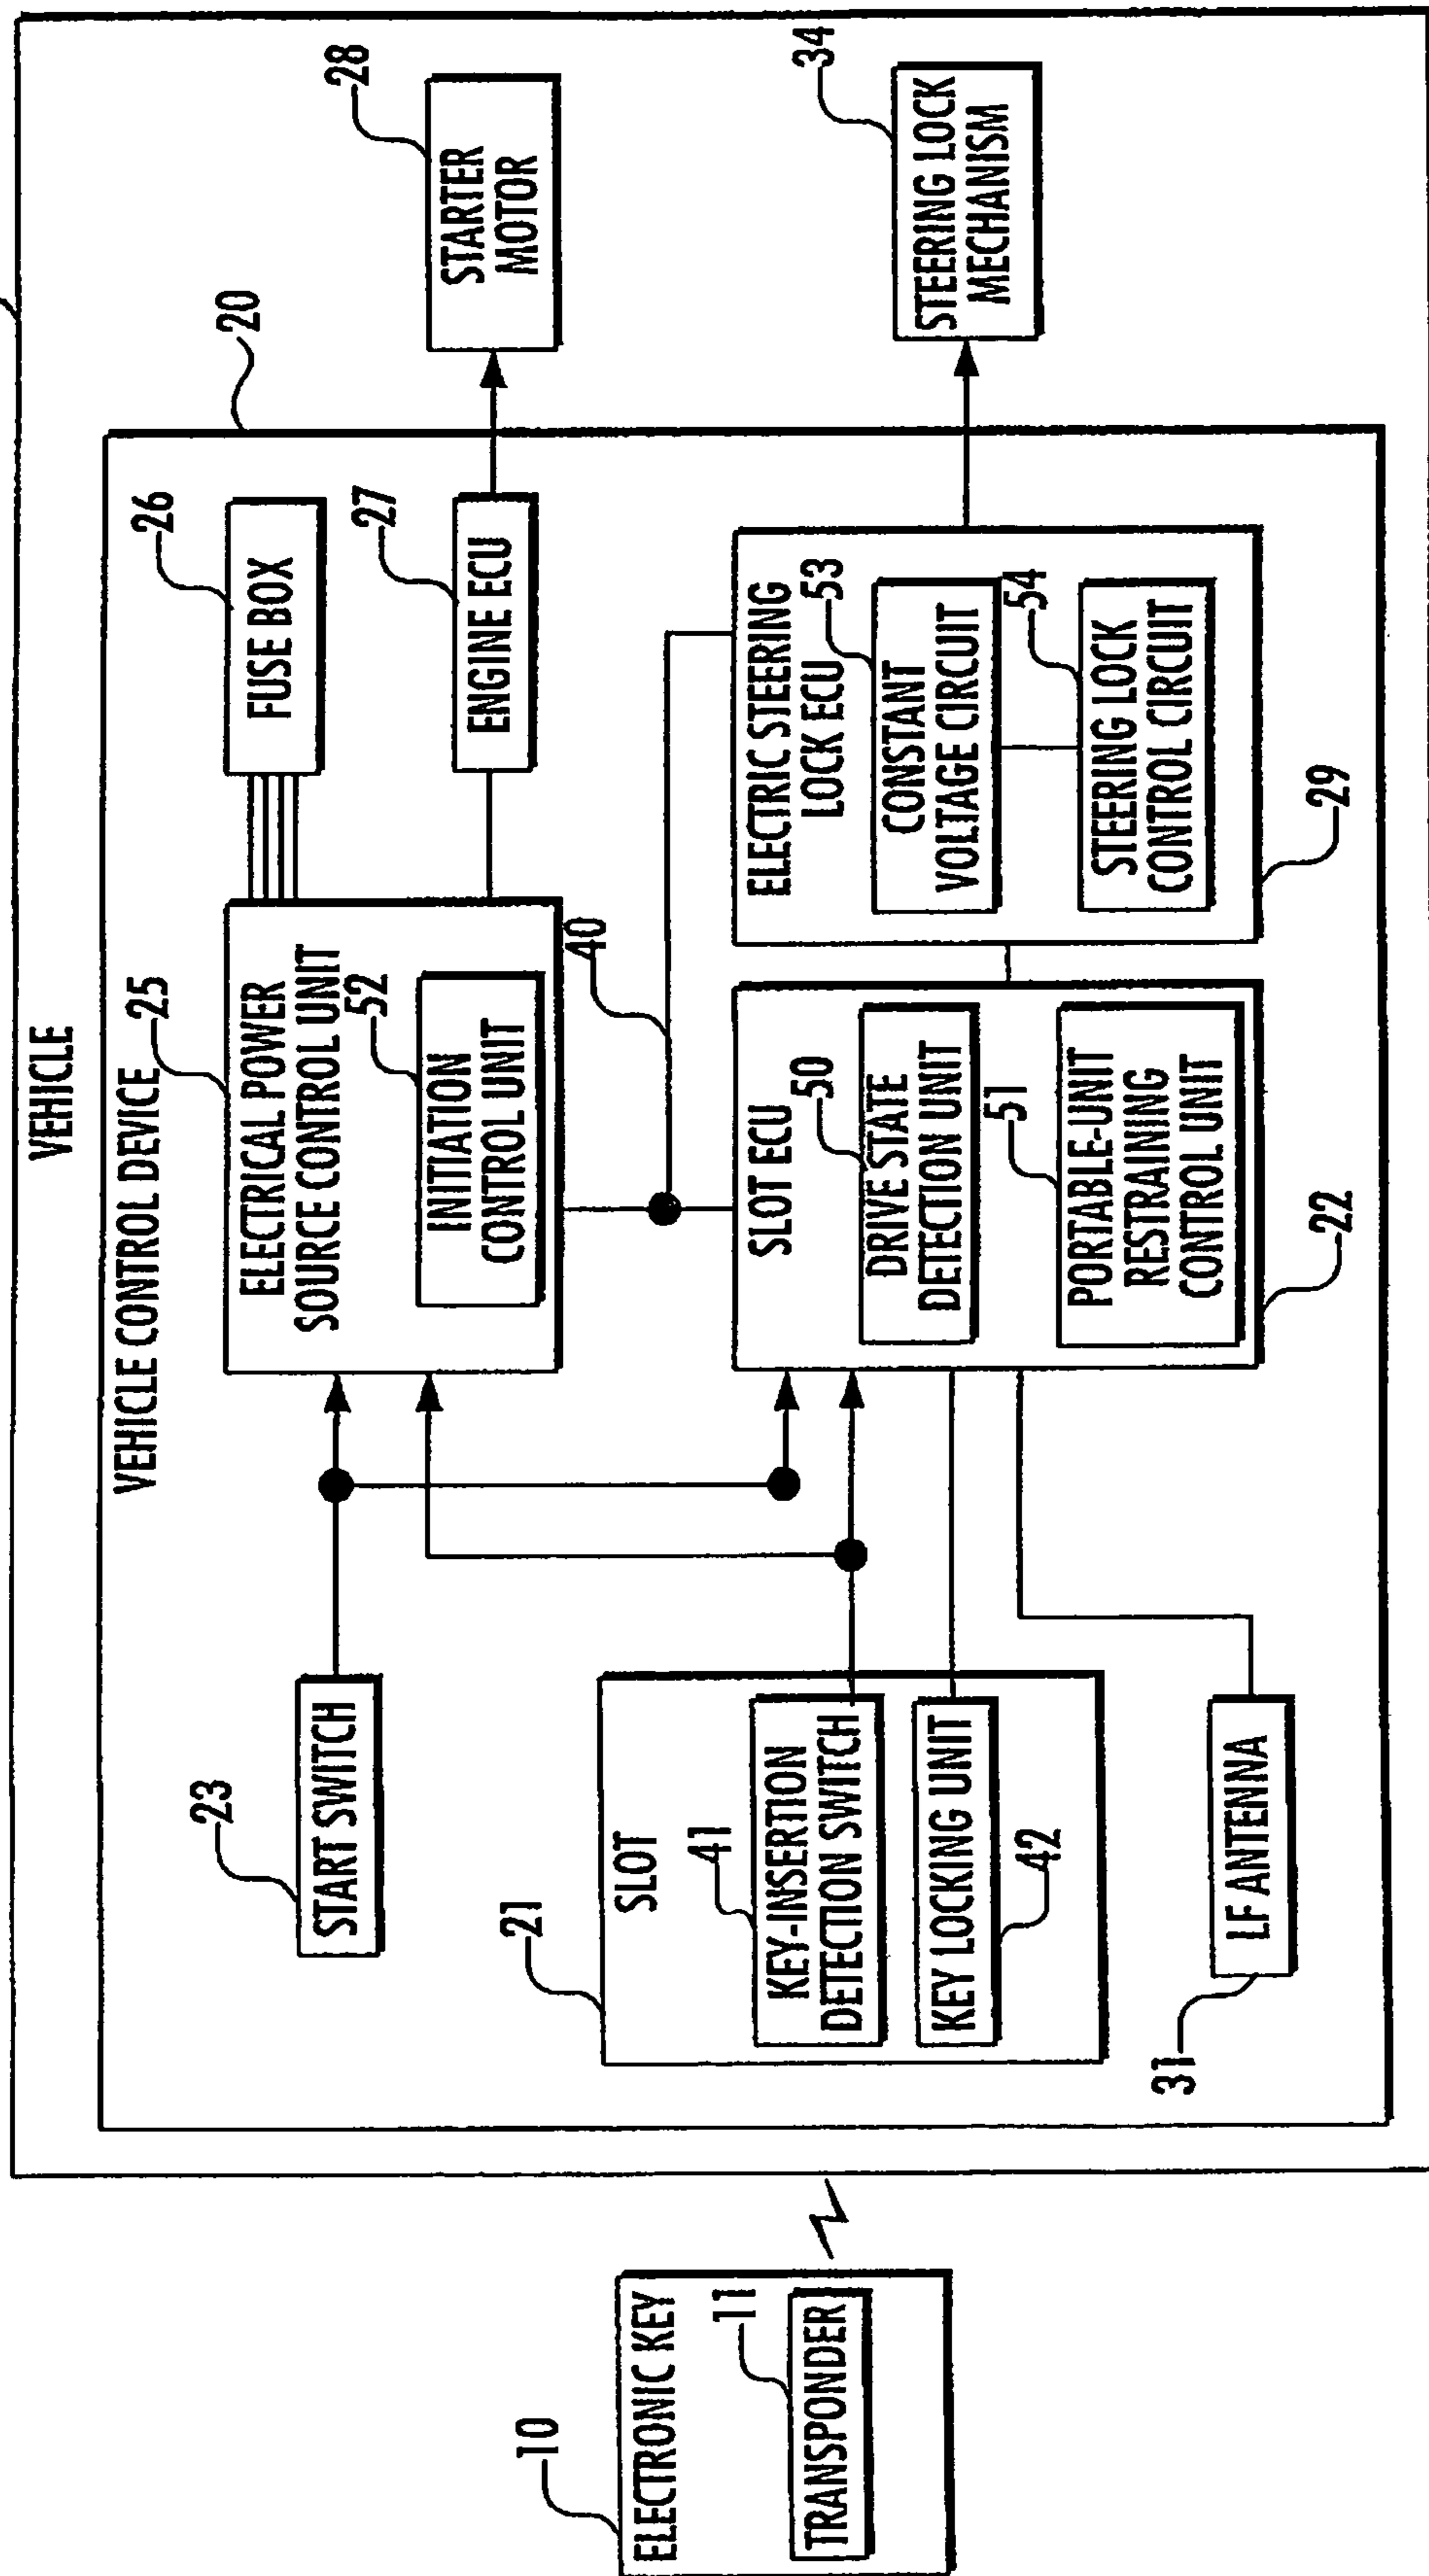 VEHICLE
VEHICLE CONTROL DEVICE
20
23
START SWITCH
25
ELECTRICAL POWER
SOURCE CONTROL UNIT
52
INITIATION
CONTROL UNIT
26
FUSE BOX
27
ENGINE ECU
28
STARTER
MOTOR
40
10
ELECTRONIC KEY
11
TRANSPONDER
21
SLOT
41
KEY-INSERTION
DETECTION SWITCH
KEY LOCKING UNIT
42
31
LF ANTENNA
SLOT ECU
50
DRIVE STATE
DETECTION UNIT
51
PORTABLE-UNIT
RESTRAINING
CONTROL UNIT
22
ELECTRIC STEERING
LOCK ECU
53
CONSTANT
VOLTAGE CIRCUIT
54
STEERING LOCK
CONTROL CIRCUIT
29
34
STEERING LOCK
MECHANISM